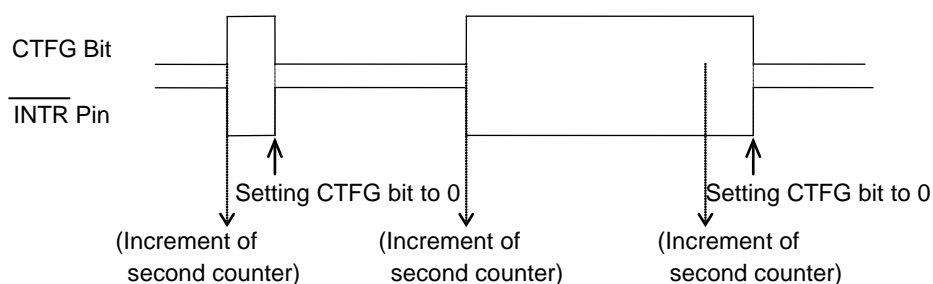 CTFG Bit
INTR Pin
Setting CTFG bit to 0
Setting CTFG bit to 0
(Increment of
second counter)
(Increment of
second counter)
(Increment of
second counter)